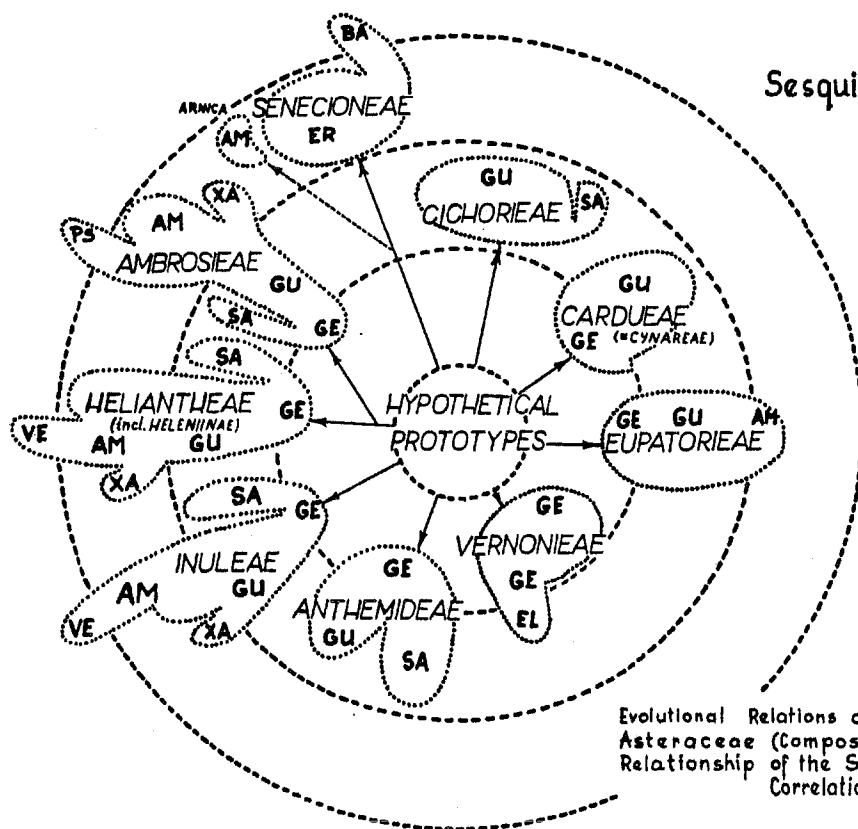 Sesqui
BA
SENECIONEAE
ER
ARNICA
AM
GU
CICHORIEAE
SA
XA
PS
AM
AMBROSIEAE
GU
SA
GE
GU
CARDUEAE
GE (=CYNAREAE)
SA
HELIANTHEAE
(incl. HELENIINAE)
GE
VE
AM
GU
XA
HYPOTHETICAL
PROTOTYPES
GE GU AM
EUPATORIEAE
SA
GE
INULEAE
AM
GU
VE
XA
GE
VERNONIEAE
GE
EL
GE
ANTHEMIDEAE
GU
SA
Evolutional Relations
Asteraceae (Compos
Relationship of the S
Correlatio